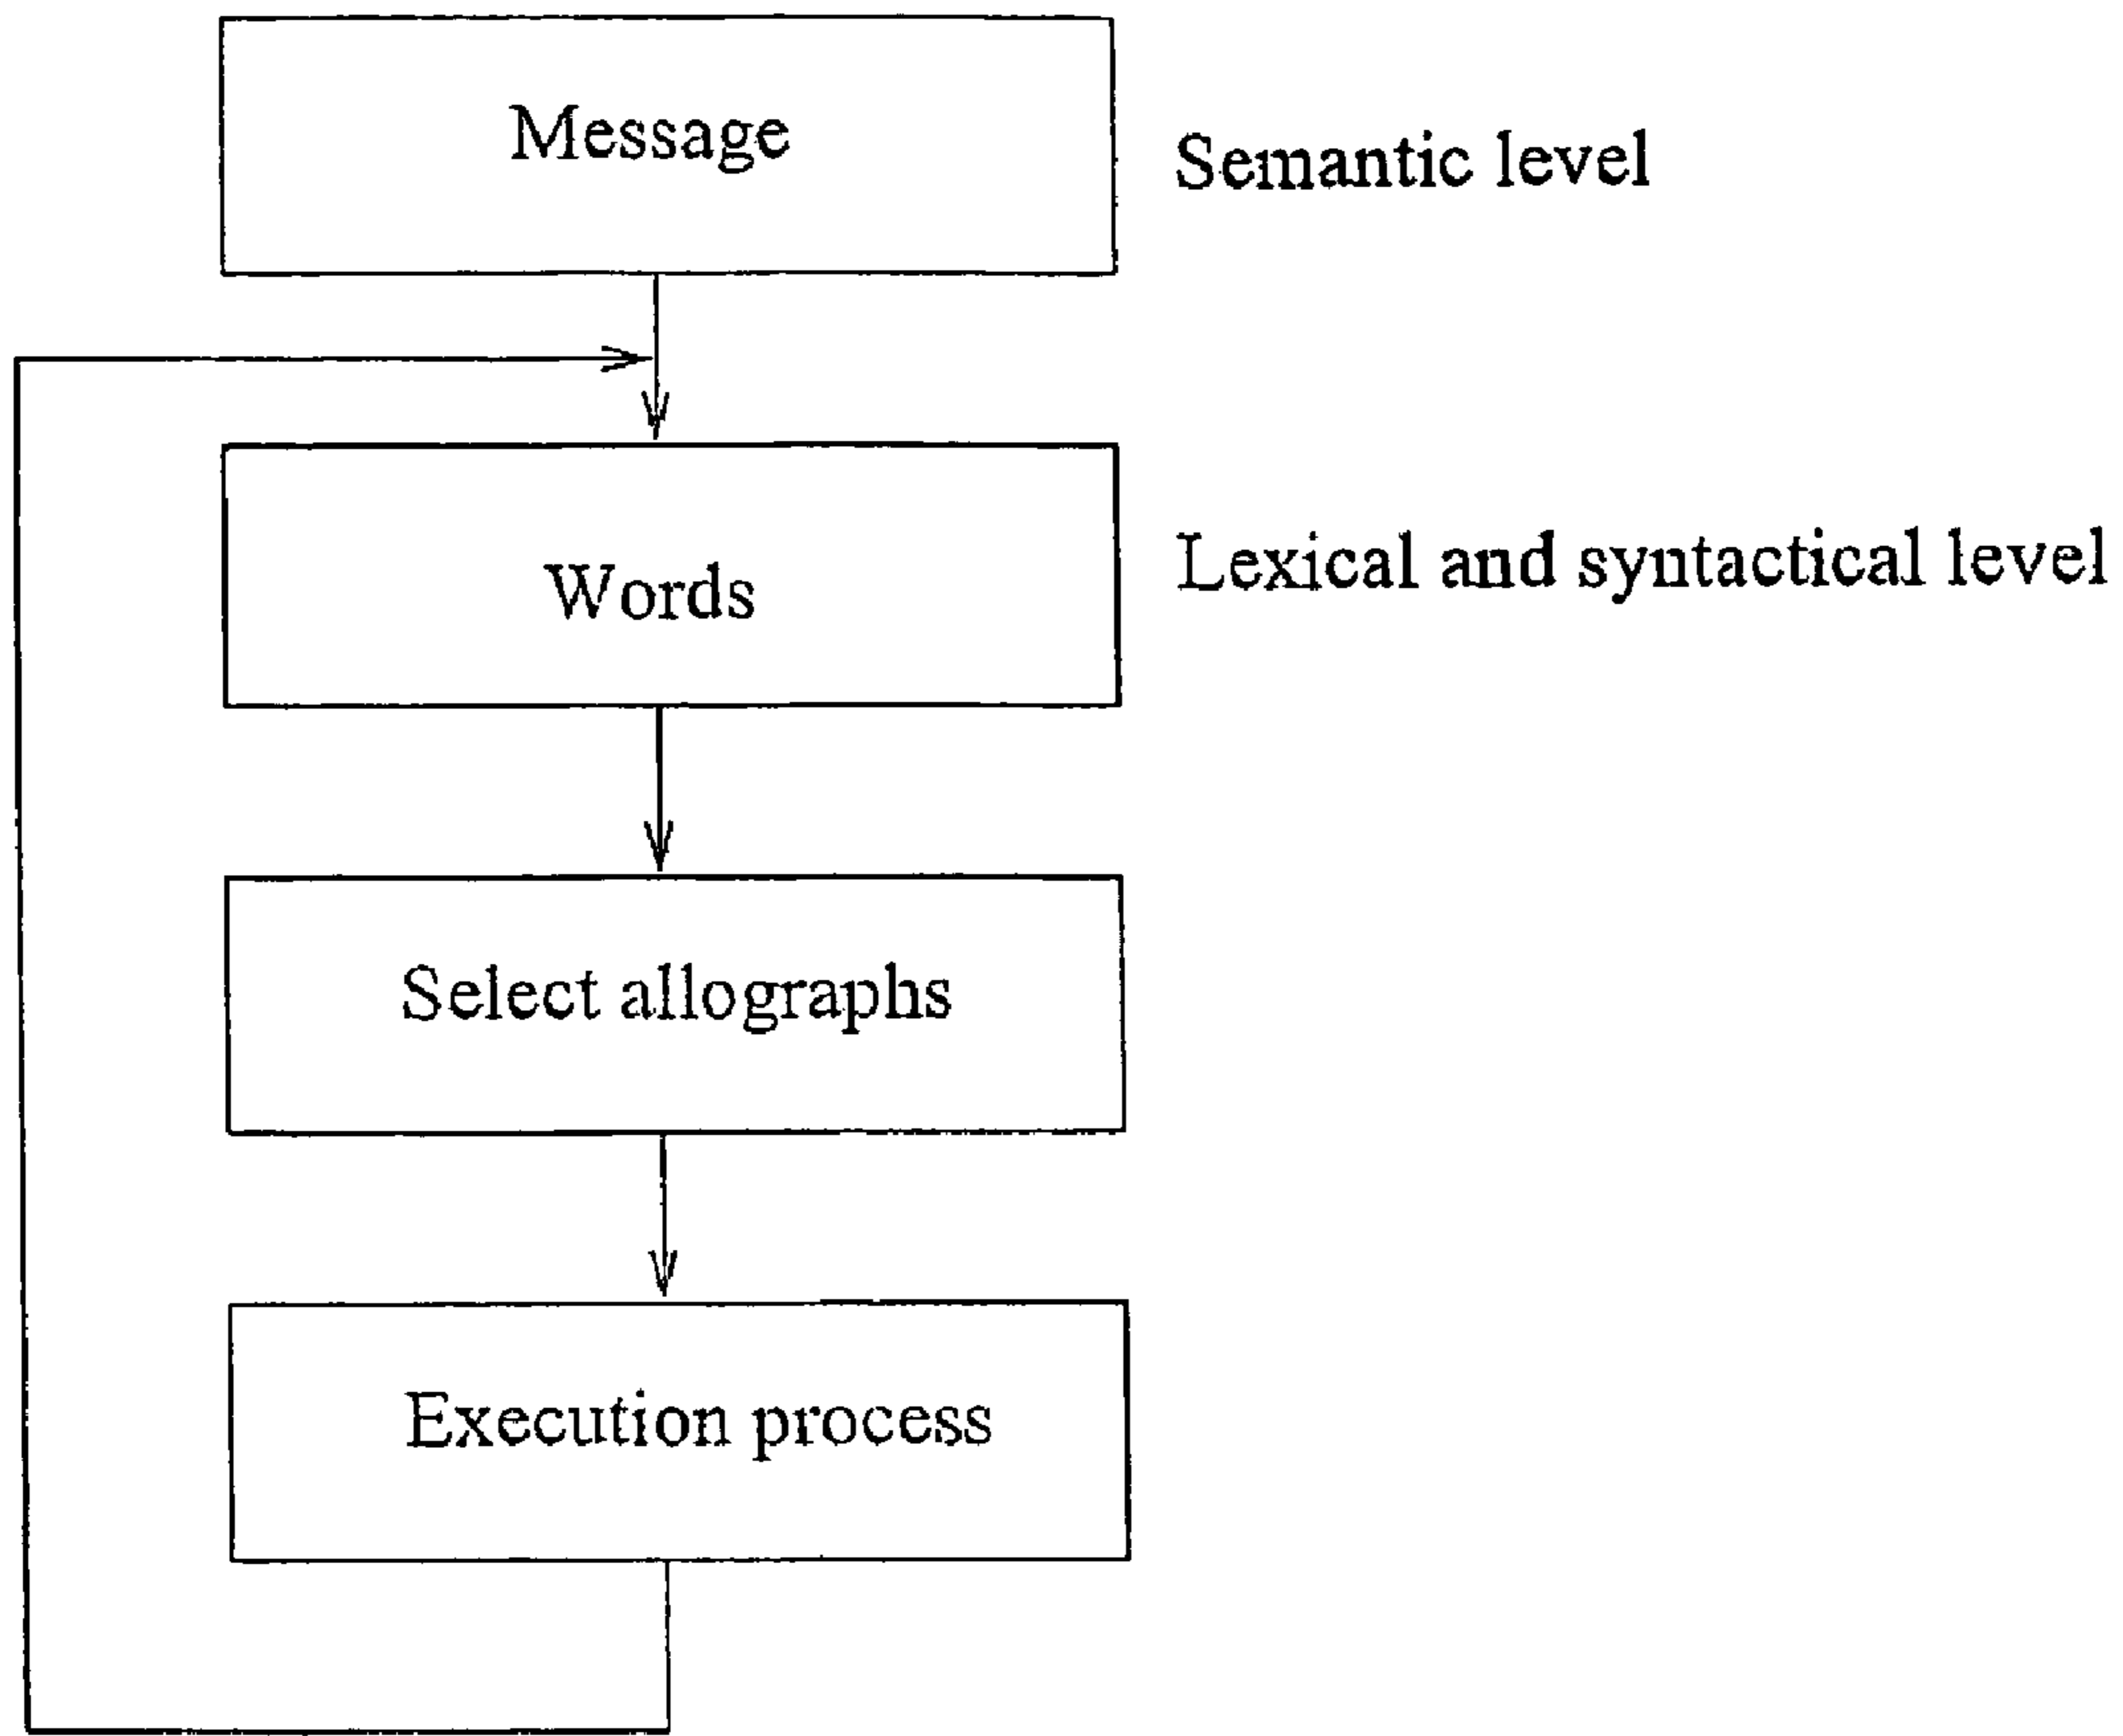 Message
Semantic level
Words
Lexical and syntactical level
Select allographs
Execution process